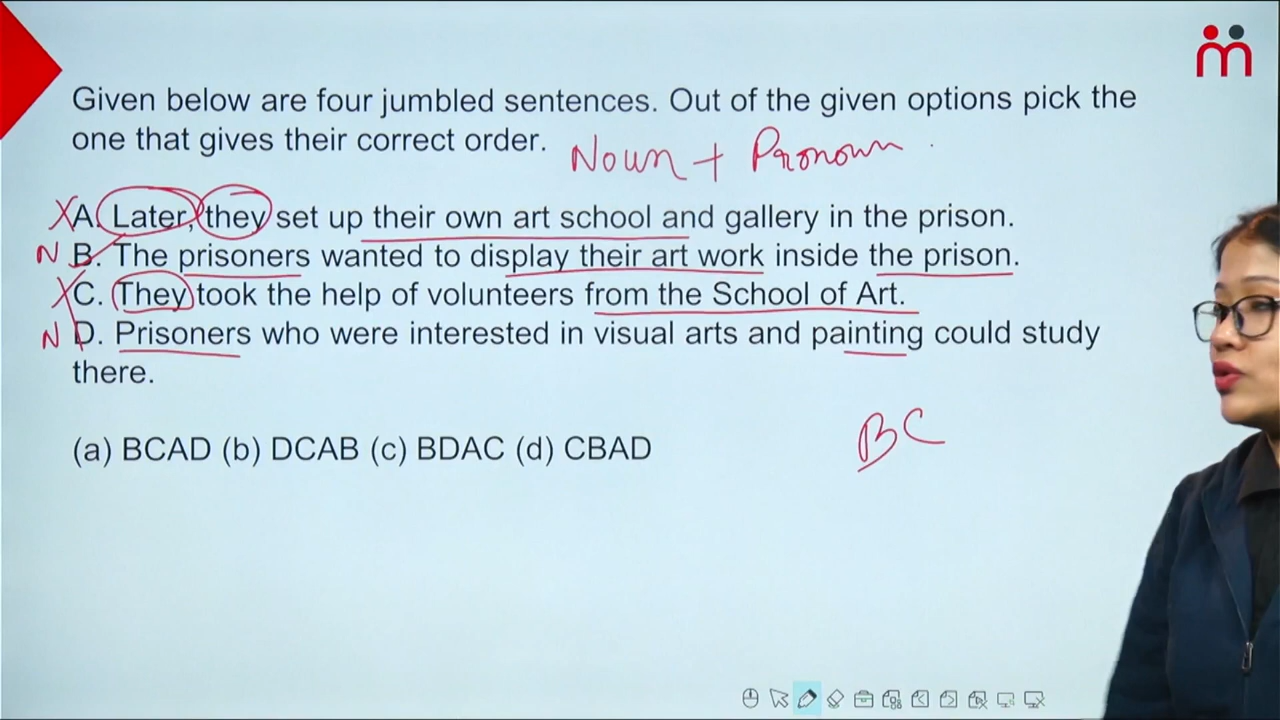 Given below are four jumbled sentences. Out of the given options pick the
one that gives their correct order.
Noun + Pronoun
X A. Later, they set up their own art school and gallery in the prison.
N B. The prisoners wanted to display their art work inside the prison.
X C. They took the help of volunteers from the School of Art.
N D. Prisoners who were interested in visual arts and painting could study
there.
BC
(a) BCAD (b) DCAB (c) BDAC (d) CBAD